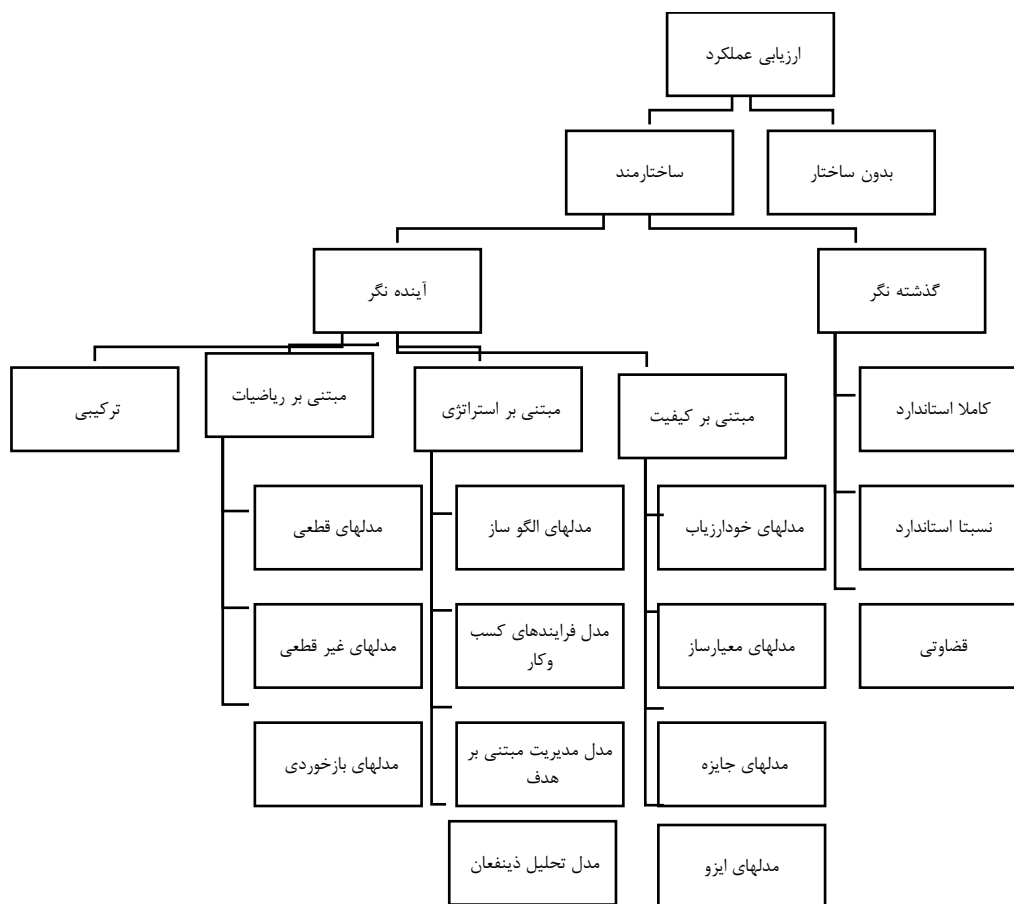 ارزیابی عملکرد
بدون ساختار
ساختارمند
گذشته نگر
آینده نگر
کاملا استاندارد
نسبتا استاندارد
قضاوتی
مبتنی بر کیفیت
مدلهای خودارزیاب
مدلهای معیارساز
مدلهای جایزه
مدلهای ایزو
مبتنی بر استراتژی
مدلهای الگو ساز
مدل فرایندهای کسب
وکار
مدل مدیریت مبتنی بر
هدف
مدل تحلیل ذینفعان
مبتنی بر ریاضیات
مدلهای قطعی
مدلهای غیر قطعی
مدلهای بازخوردی
ترکیبی